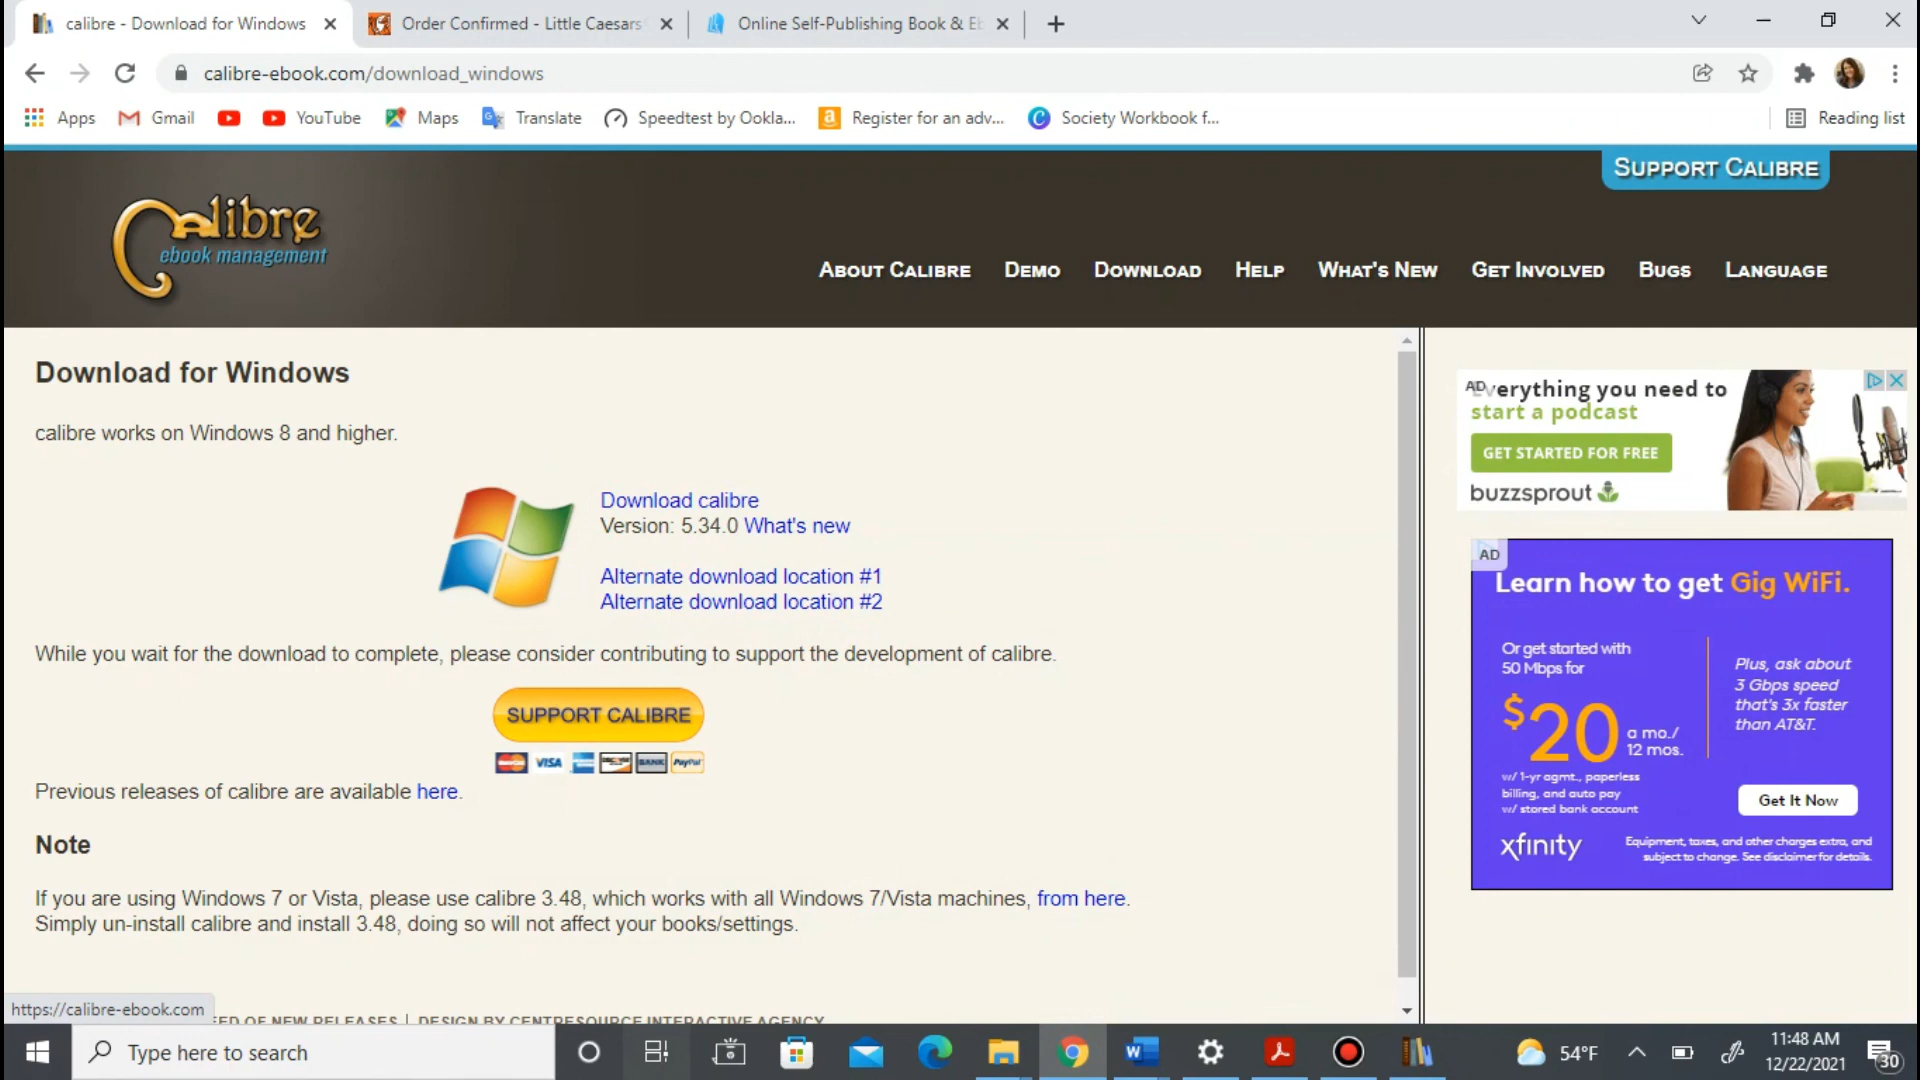 calibre - Download for Windows
Order Confirmed - Little Caesars
Online Self-Publishing Book &
calibre-ebook.com/download_windows
Apps
Gmail
YouTube
Maps
Translate
Speedtest by Ookla...
Register for an adv...
Society Workbook f...
Reading list
SUPPORT CALIBRE
Calibre
ebook management
ABOUT CALIBRE
DEMO
DOWNLOAD
HELP
WHAT'S NEW
GET INVOLVED
BUGS
LANGUAGE
Download for Windows
calibre works on Windows 8 and higher.
Download calibre
Version: 5.34.0 What's new
Alternate download location #1
Alternate download location #2
While you wait for the download to complete, please consider contributing to support the development of calibre.
SUPPORT CALIBRE
VISA
BANK
PayPal
Previous releases of calibre are available here.
Note
If you are using Windows 7 or Vista, please use calibre 3.48, which works with all Windows 7/Vista machines, from here.
Simply un-install calibre and install 3.48, doing so will not affect your books/settings.
https://calibre-ebook.com
OF NEW RELEASES | DESIGN BY CENTRESOURCE INTERACTIVE AGENCY
AD
Everything you need to
start a podcast
GET STARTED FOR FREE
buzzsprout
AD
Learn how to get Gig WiFi.
Or get started with
50 Mbps for
$20
a mo./
12 mos.
w/ 1-yr agmt., paperless
billing, and auto pay
w/ stored bank account
Plus, ask about
3 Gbps speed
that's 3x faster
than AT&T.
Get It Now
xfinity
Equipment, taxes, and other charges extra, and
subject to change. See disclaimer for details.
Type here to search
54°F
11:48 AM
12/22/2021
30